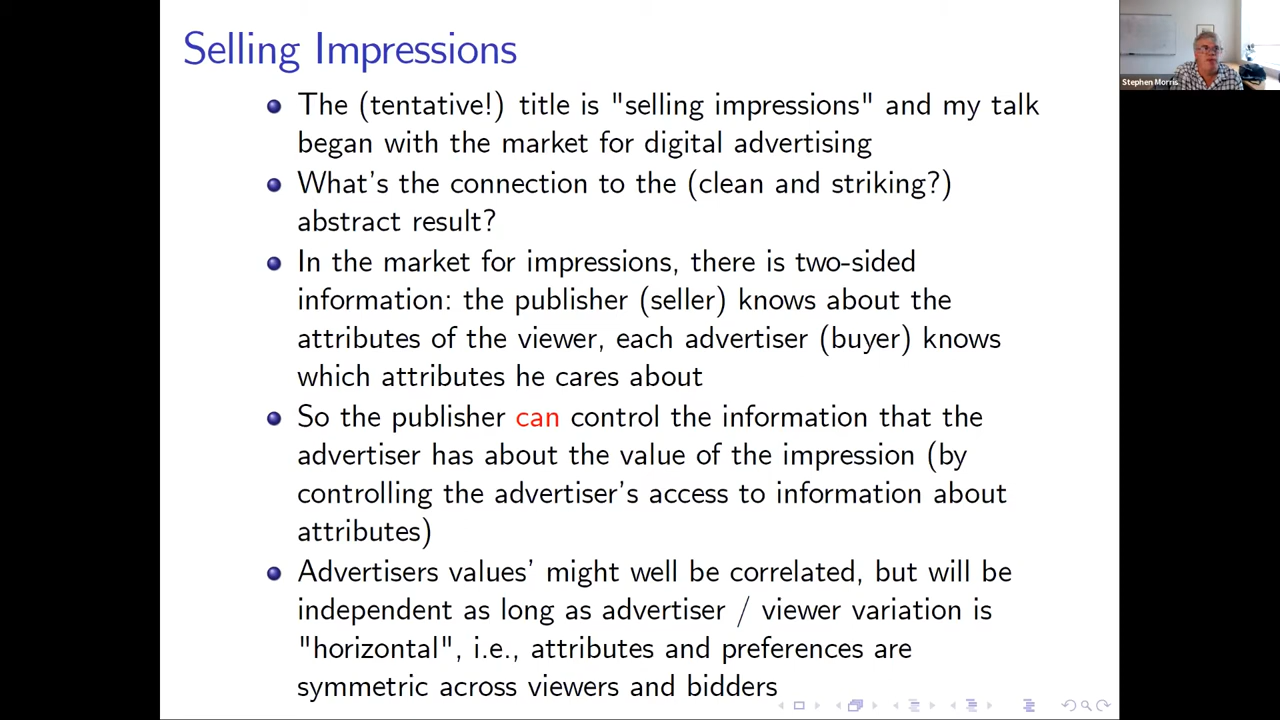 Selling Impressions
The (tentative!) title is "selling impressions" and my talk
began with the market for digital advertising
What's the connection to the (clean and striking?)
abstract result?
In the market for impressions, there is two-sided
information: the publisher (seller) knows about the
attributes of the viewer, each advertiser (buyer) knows
which attributes he cares about
So the publisher can control the information that the
advertiser has about the value of the impression (by
controlling the advertiser's access to information about
attributes)
Advertisers values' might well be correlated, but will be
independent as long as advertiser / viewer variation is
"horizontal", i.e., attributes and preferences are
symmetric across viewers and bidders
Stephen Morris